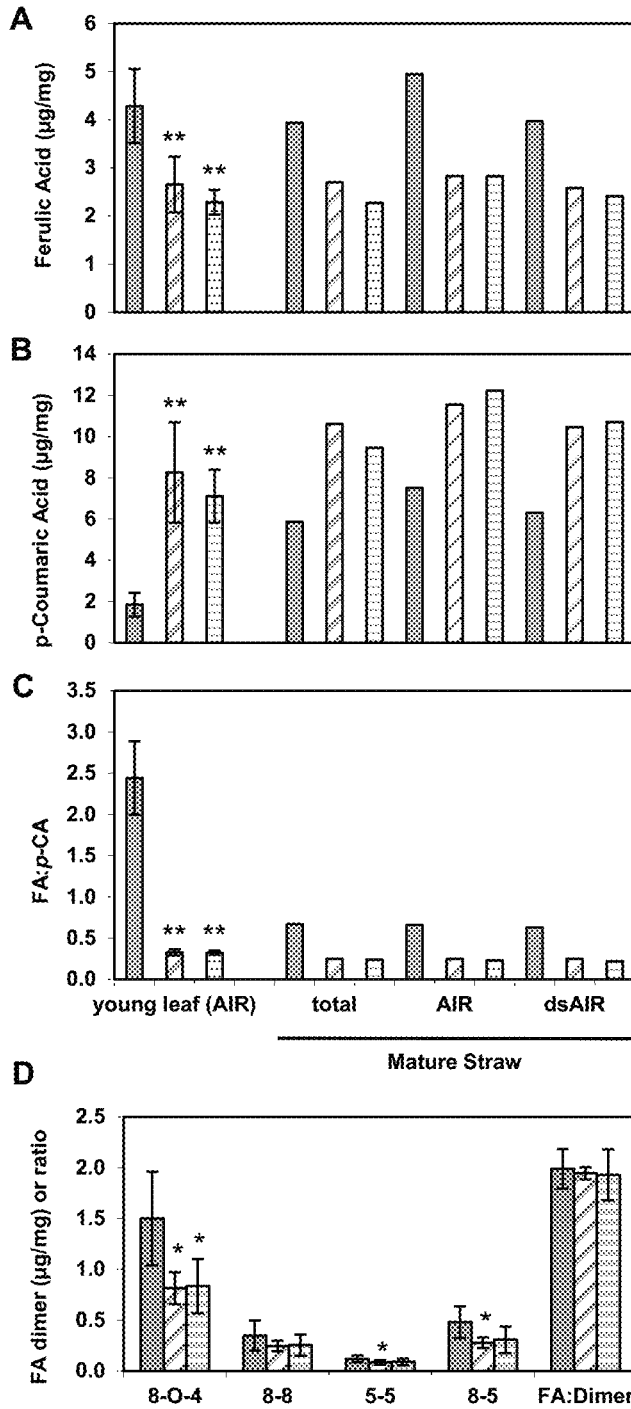 A
Ferulic Acid (µg/mg)
6
5
4
3
2
1
0
**
**
B
p-Coumaric Acid (µg/mg)
14
12
10
8
6
4
2
0
**
**
C
FA:p-CA
3.5
3.0
2.5
2.0
1.5
1.0
0.5
0.0
**
**
young leaf (AIR)
total
AIR
dsAIR
Mature Straw
D
FA dimer (µg/mg) or ratio
2.5
2.0
1.5
1.0
0.5
0.0
*
*
*
*
8-O-4
8-8
5-5
8-5
FA:Dimer